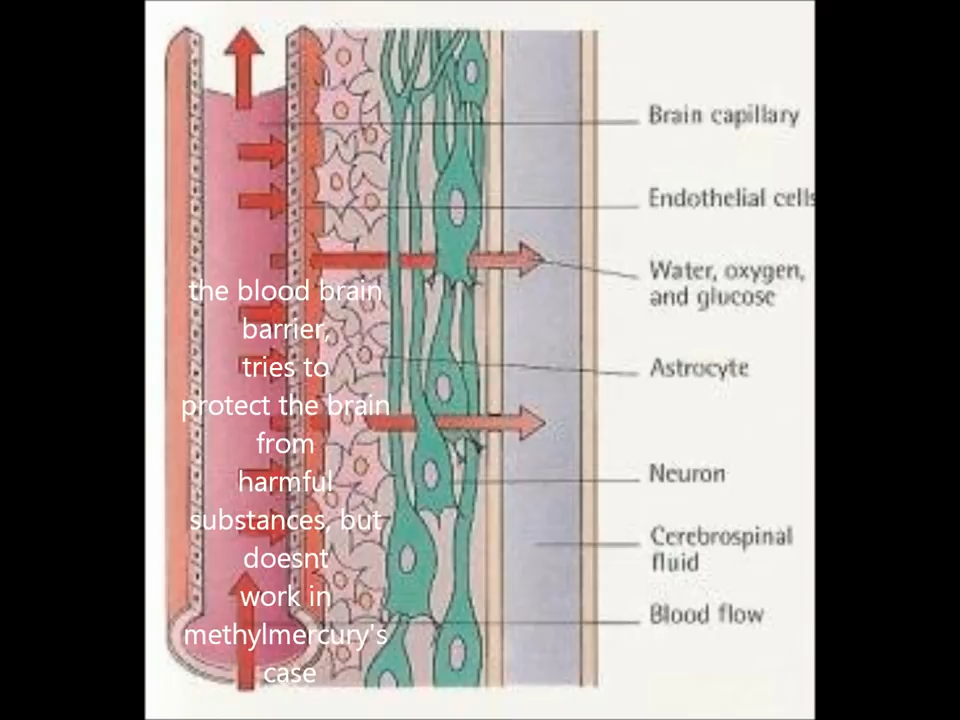 Brain capillary
Endothelial cells
Water, oxygen,
and glucose
Astrocyte
Neuron
Cerebrospinal
fluid
Blood flow
the blood brain
barrier,
tries to
protect the brain
from
harmful
substances, but
doesnt
work in
methylmercury's
case